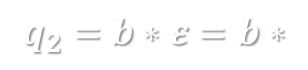 q₂ = b * ε = b *